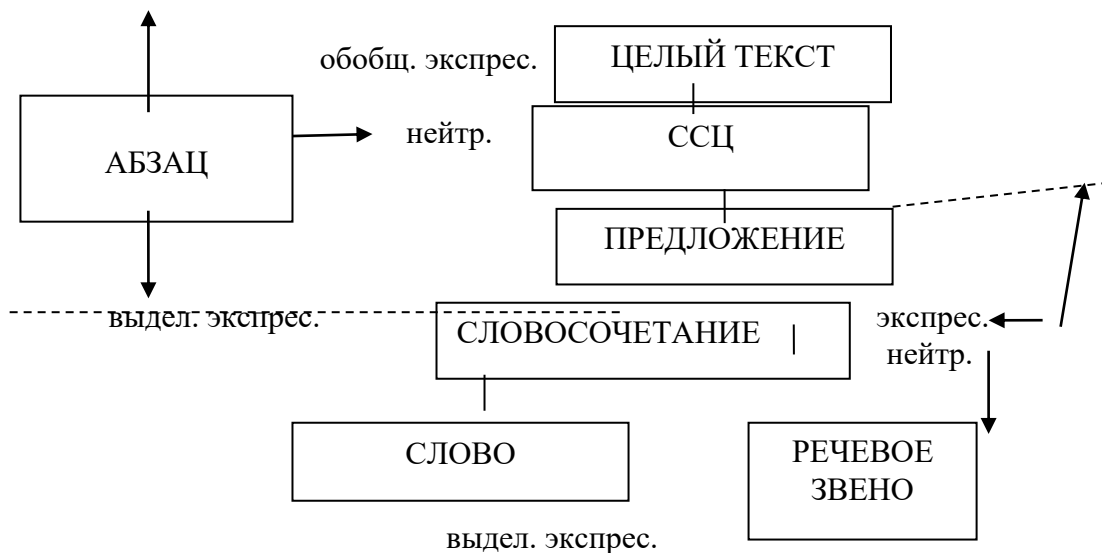 обобщ. экспрес.
ЦЕЛЫЙ ТЕКСТ
АБЗАЦ
нейтр.
ССЦ
ПРЕДЛОЖЕНИЕ
выдел. экспрес.
СЛОВОСОЧЕТАНИЕ
экспрес.
нейтр.
СЛОВО
РЕЧЕВОЕ
ЗВЕНО
выдел. экспрес.